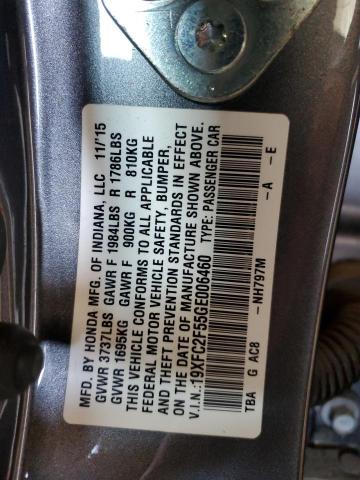 MFD. BY HONDA MFG. OF INDIANA, LLC 11/15
GVWR 3737LBS GAWR F 1984LBS R 1786LBS
GVWR 1695KG GAWR F 900KG R 810KG
THIS VEHICLE CONFORMS TO ALL APPLICABLE
FEDERAL MOTOR VEHICLE SAFETY, BUMPER,
AND THEFT PREVENTION STANDARDS IN EFFECT
ON THE DATE OF MANUFACTURE SHOWN ABOVE.
V.I.N.:19XFC2F55GE006460 TYPE: PASSENGER CAR
TBA G AC8 -NH797M -A -E